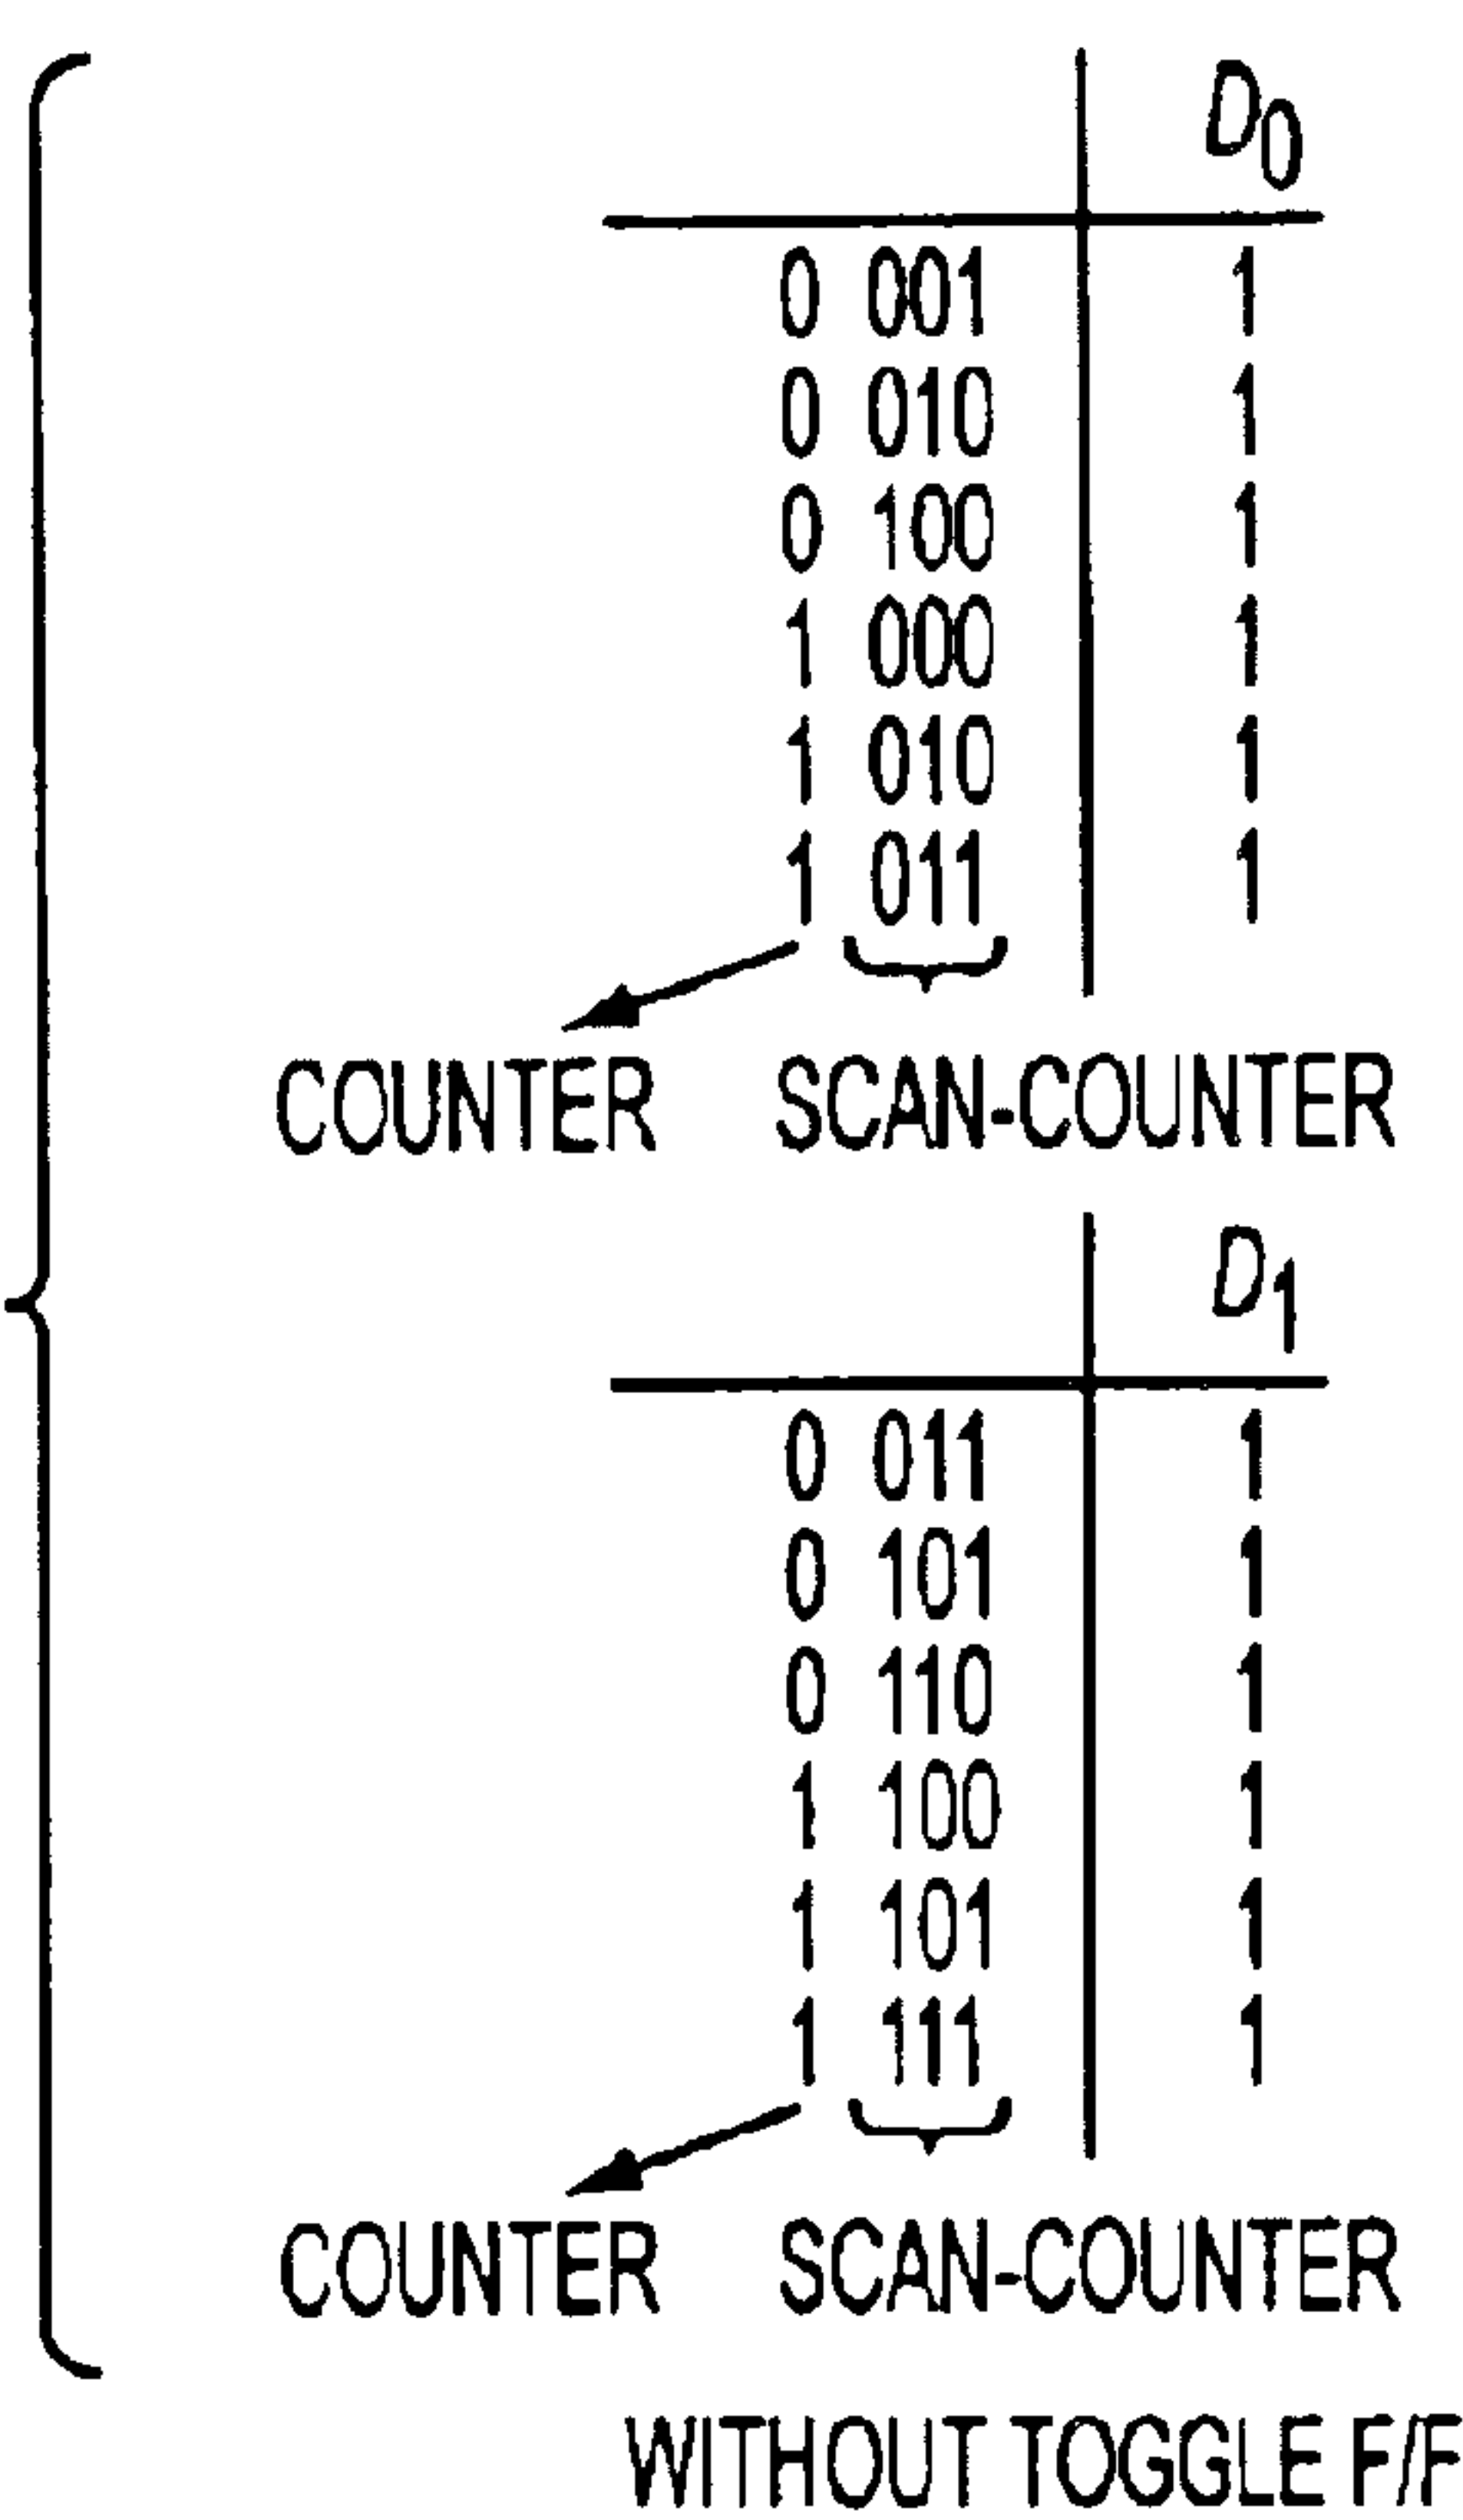 D0
0 001 1
0 010 1
0 100 1
1 000 1
1 010 1
1 011 1
COUNTER SCAN-COUNTER
D1
0 011 1
0 101 1
0 110 1
1 100 1
1 101 1
1 111 1
COUNTER SCAN-COUNTER
WITHOUT TOGGLE F/F